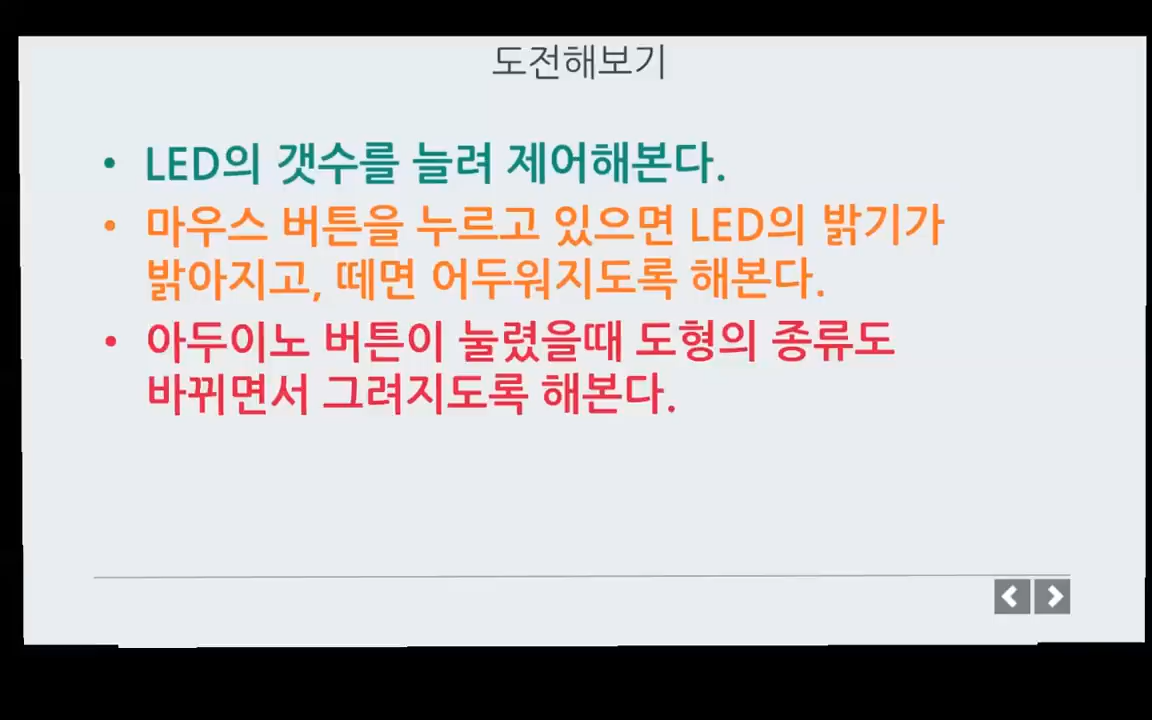 도전해보기
• LED의 갯수를 늘려 제어해본다.
• 마우스 버튼을 누르고 있으면 LED의 밝기가
밝아지고, 떼면 어두워지도록 해본다.
• 아두이노 버튼이 눌렸을때 도형의 종류도
바뀌면서 그려지도록 해본다.